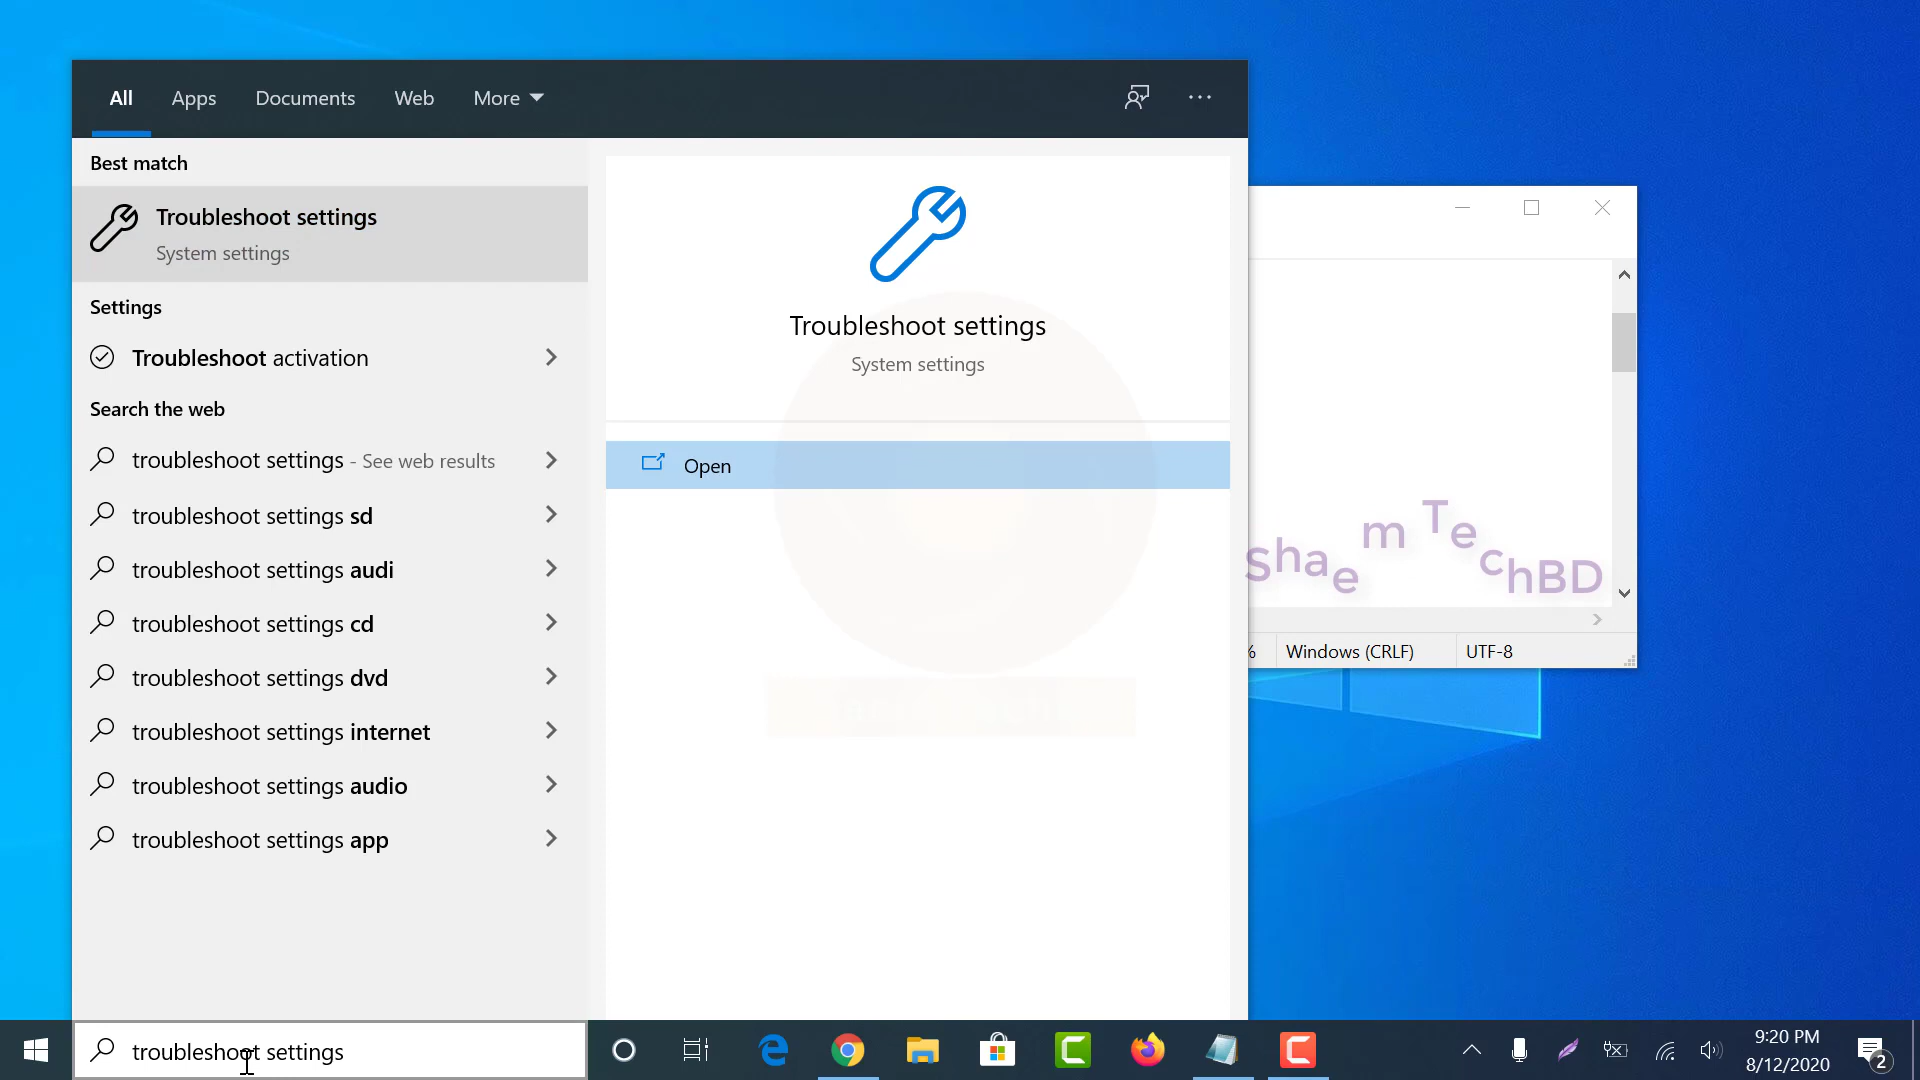 All Apps Documents Web More
Best match
Troubleshoot settings
System settings
Settings
Troubleshoot activation
Search the web
troubleshoot settings - See web results
troubleshoot settings sd
troubleshoot settings audi
troubleshoot settings cd
troubleshoot settings dvd
troubleshoot settings internet
troubleshoot settings audio
troubleshoot settings app
Troubleshoot settings
System settings
Open
Shaem TechBD
% Windows (CRLF) UTF-8
troubleshoot settings
9:20 PM
8/12/2020
2